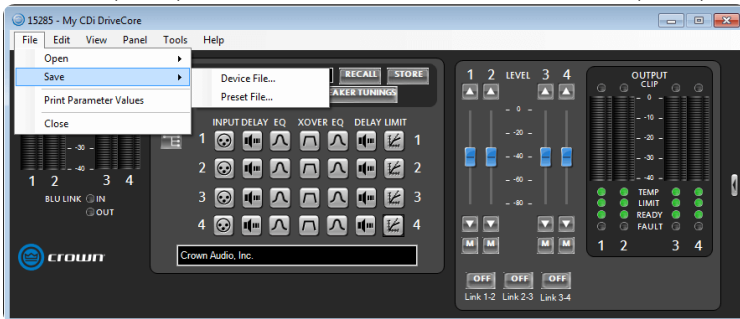 15285 - My CDi DriveCore
File Edit View Panel Tools Help
Open
Save
Device File...
Preset File...
Print Parameter Values
Close
RECALL STORE
AKER TUNINGS
INPUT DELAY EQ XOVER EQ DELAY LIMIT
1 1
2 2
3 3
4 4
Crown Audio, Inc.
- 30 -
- 40 -
1 2 3 4
BLU LINK IN
OUT
crown
1 2 LEVEL 3 4
- 0 -
- 20 -
- 40 -
- 60 -
- 80 -
M M M M
OFF OFF OFF
Link 1-2 Link 2-3 Link 3-4
OUTPUT
CLIP
- 0 -
- 10 -
- 20 -
- 30 -
- 40 -
TEMP
LIMIT
READY
FAULT
1 2 3 4